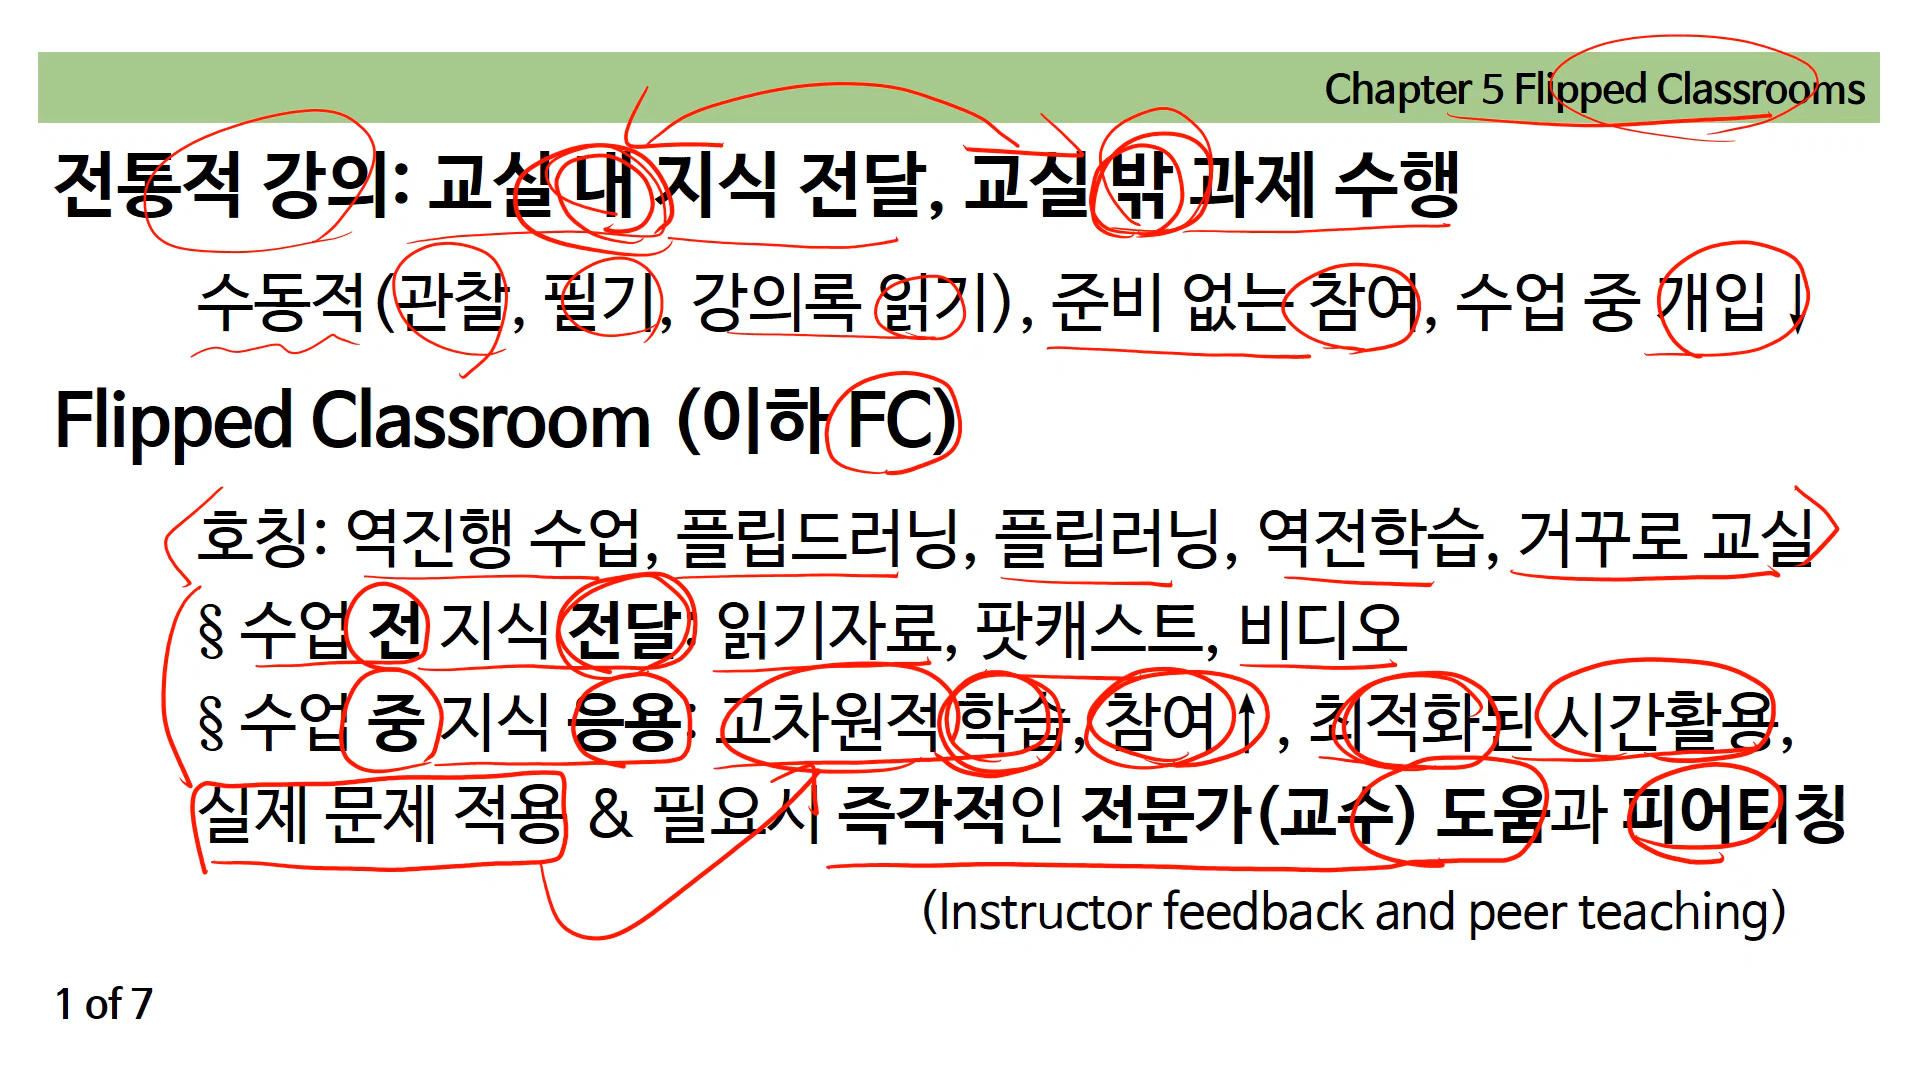 Chapter 5 Flipped Classrooms
전통적 강의: 교실 내 지식 전달, 교실 밖 과제 수행
수동적(관찰, 필기, 강의록 읽기), 준비 없는 참여, 수업 중 개입↓
Flipped Classroom (이하 FC)
호칭: 역진행 수업, 플립드러닝, 플립러닝, 역전학습, 거꾸로 교실
§ 수업 전 지식 전달: 읽기자료, 팟캐스트, 비디오
§ 수업 중 지식 응용: 고차원적 학습, 참여↑, 최적화된 시간활용,
실제 문제 적용 & 필요시 즉각적인 전문가(교수) 도움과 피어티칭
(Instructor feedback and peer teaching)
1 of 7